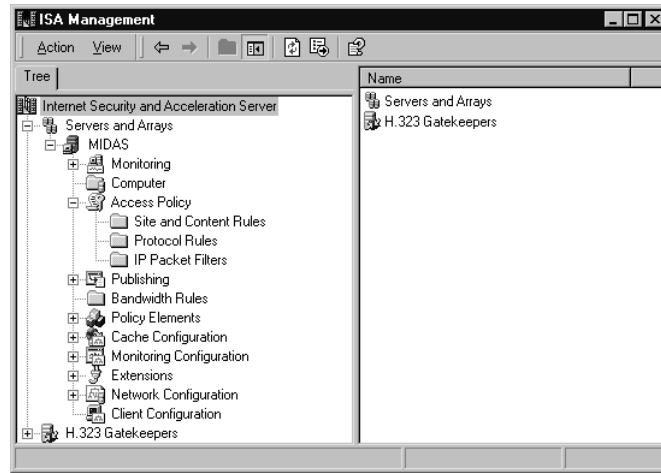 ISA Management
Action View
Tree
Internet Security and Acceleration Server
Servers and Arrays
MIDAS
Monitoring
Computer
Access Policy
Site and Content Rules
Protocol Rules
IP Packet Filters
Publishing
Bandwidth Rules
Policy Elements
Cache Configuration
Monitoring Configuration
Extensions
Network Configuration
Client Configuration
H.323 Gatekeepers
Name
Servers and Arrays
H.323 Gatekeepers